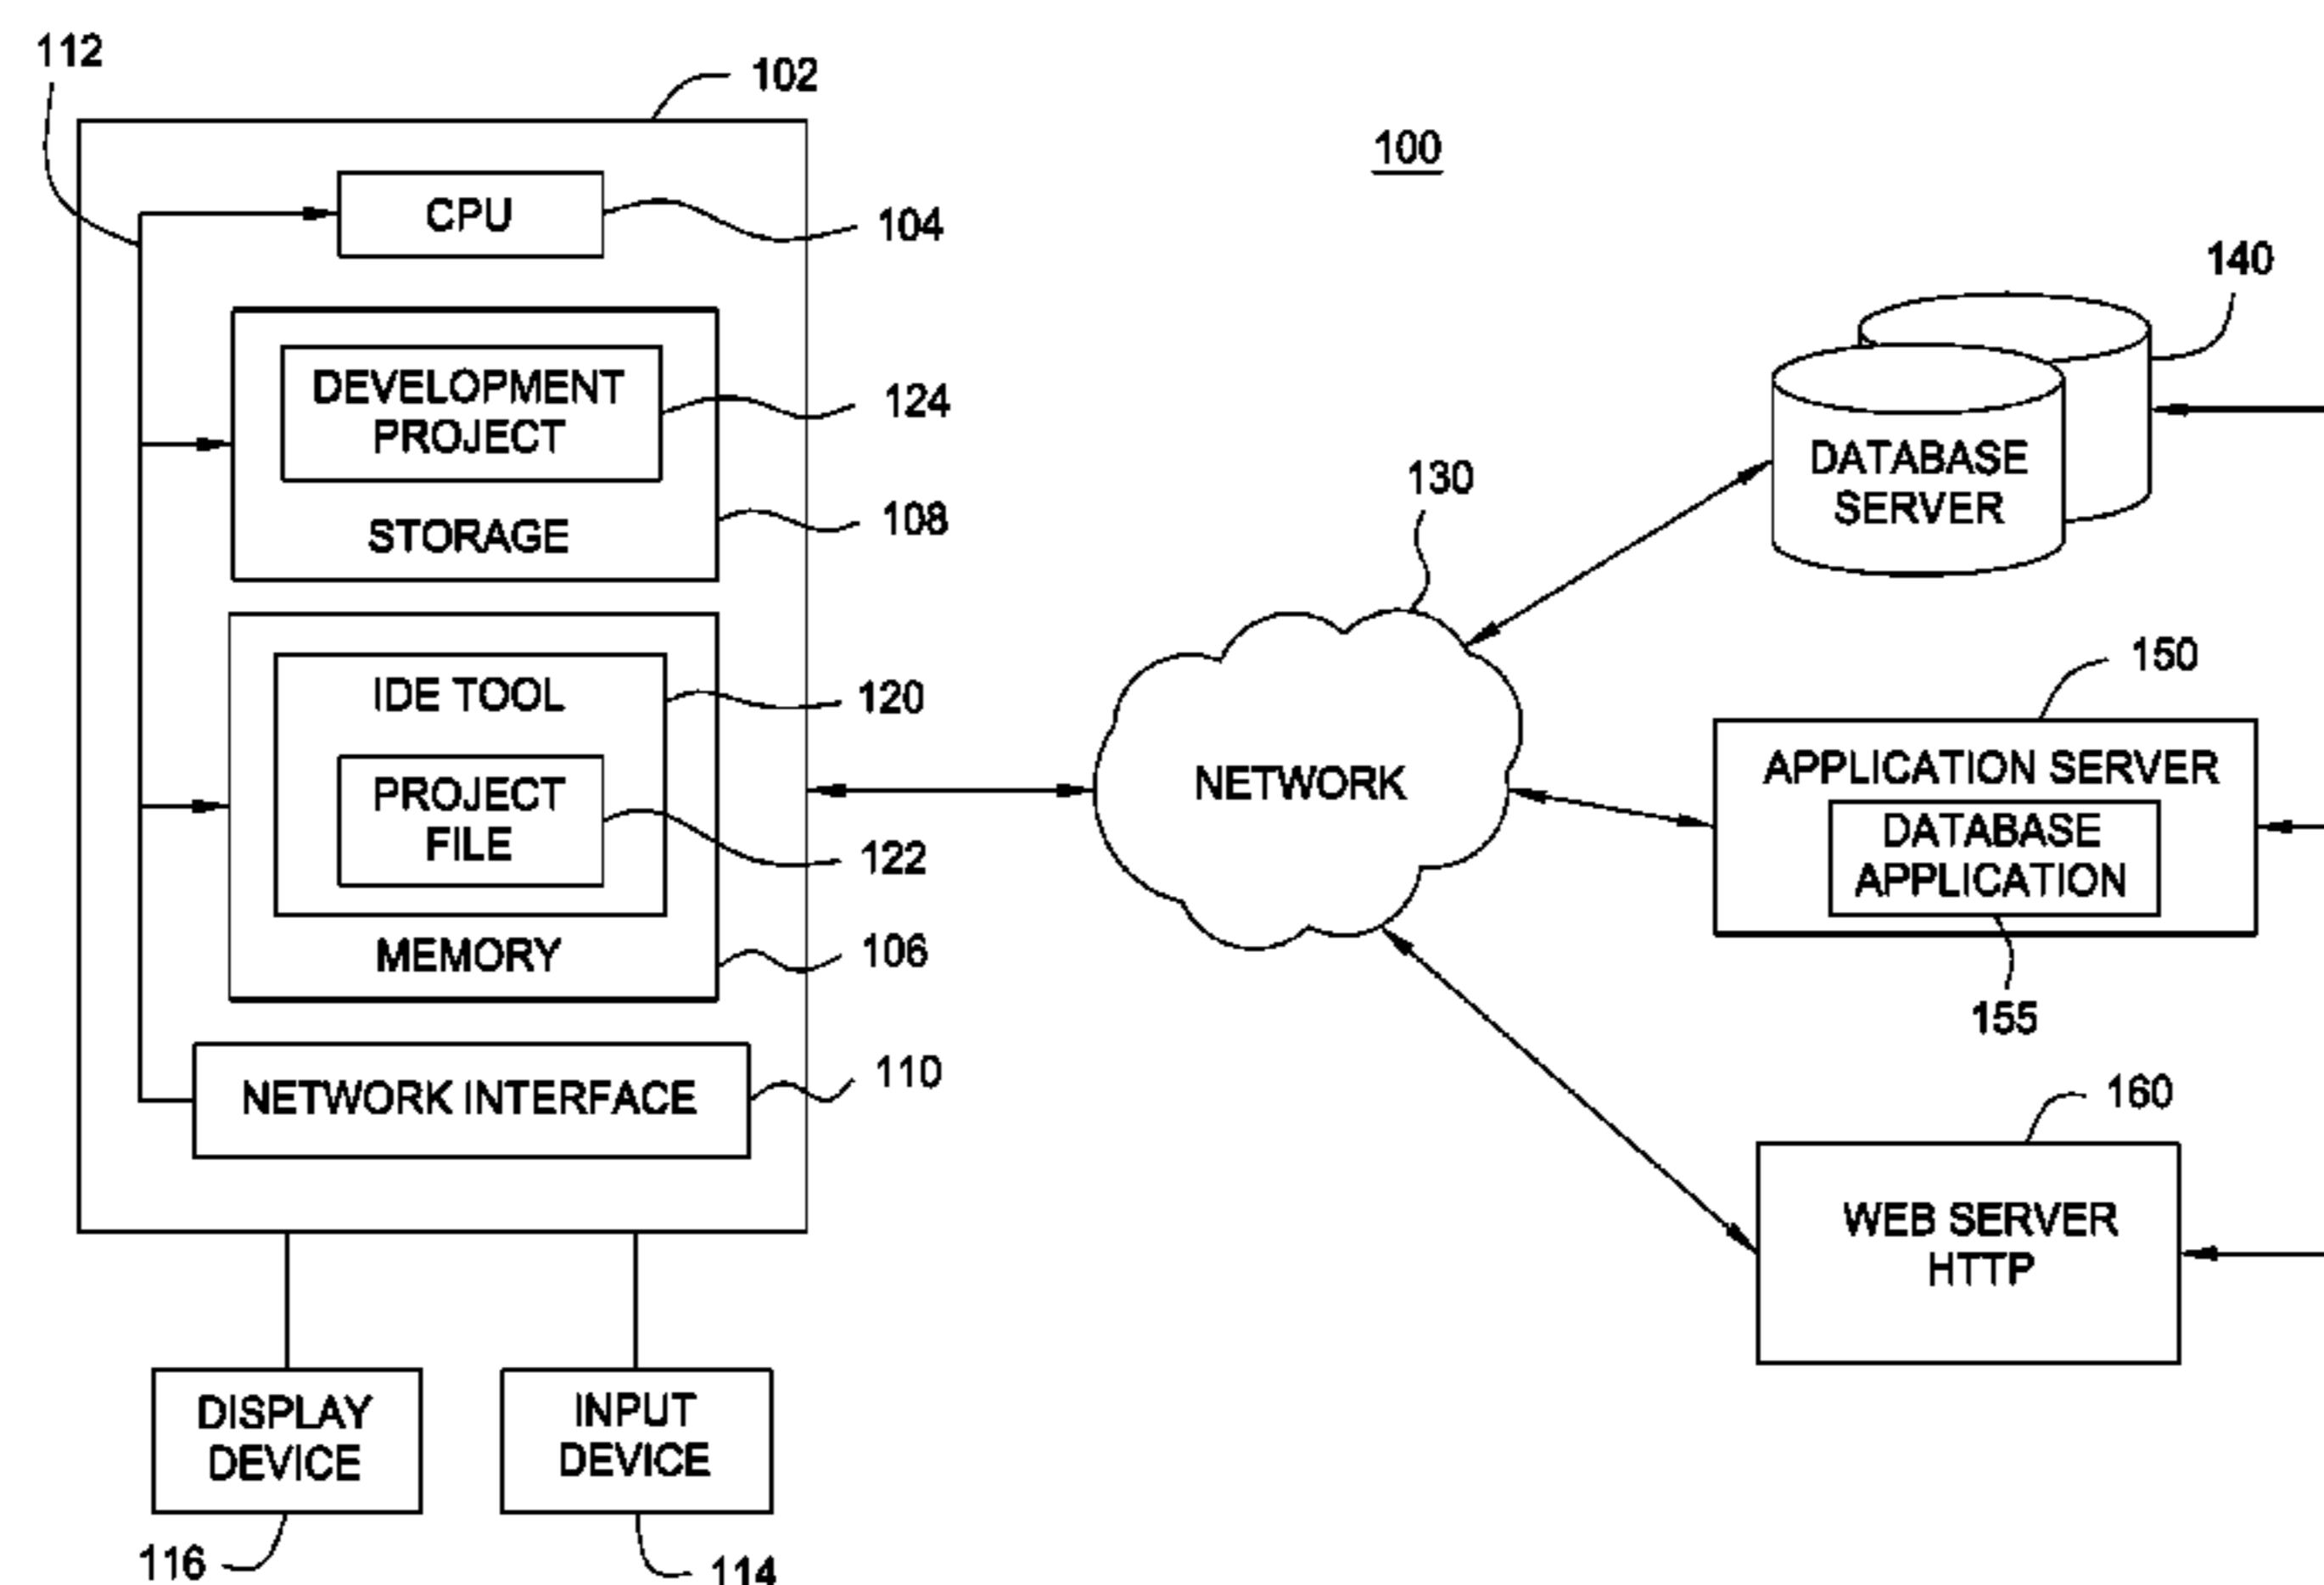 112
102
100
CPU
104
140
DEVELOPMENT
PROJECT
124
STORAGE
108
130
DATABASE
SERVER
IDE TOOL
120
PROJECT
FILE
122
MEMORY
106
NETWORK
150
APPLICATION SERVER
DATABASE
APPLICATION
155
NETWORK INTERFACE
110
160
WEB SERVER
HTTP
DISPLAY
DEVICE
INPUT
DEVICE
116
114